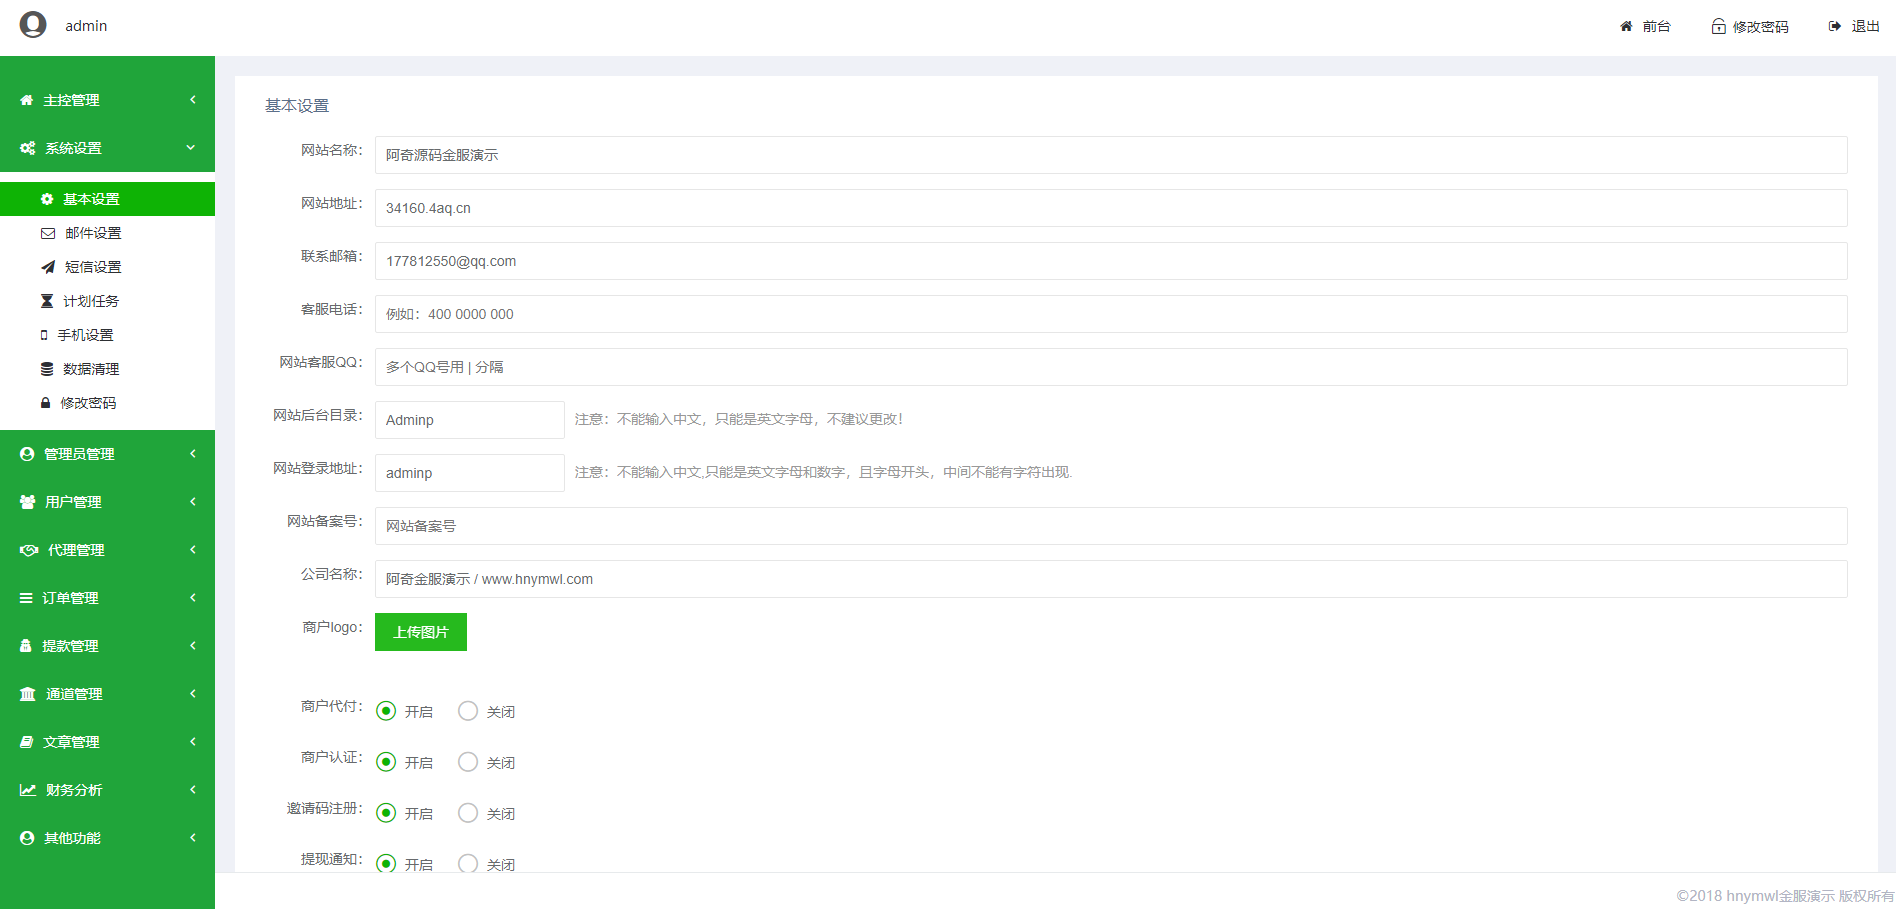 admin
前台 修改密码 退出
主控管理
系统设置
基本设置
邮件设置
短信设置
计划任务
手机设置
数据清理
修改密码
管理员管理
用户管理
代理管理
订单管理
提款管理
通道管理
文章管理
财务分析
其他功能
基本设置
网站名称： 阿奇源码金服演示
网站地址： 34160.4aq.cn
联系邮箱： 177812550@qq.com
客服电话： 例如：400 0000 000
网站客服QQ： 多个QQ号用 | 分隔
网站后台目录： Adminp 注意：不能输入中文，只能是英文字母，不建议更改！
网站登录地址： adminp 注意：不能输入中文,只能是英文字母和数字，且字母开头，中间不能有字符出现.
网站备案号： 网站备案号
公司名称： 阿奇金服演示 / www.hnymwl.com
商户logo： 上传图片
商户代付： 开启 关闭
商户认证： 开启 关闭
邀请码注册： 开启 关闭
提现通知： 开启 关闭
©2018 hnymwl金服演示 版权所有